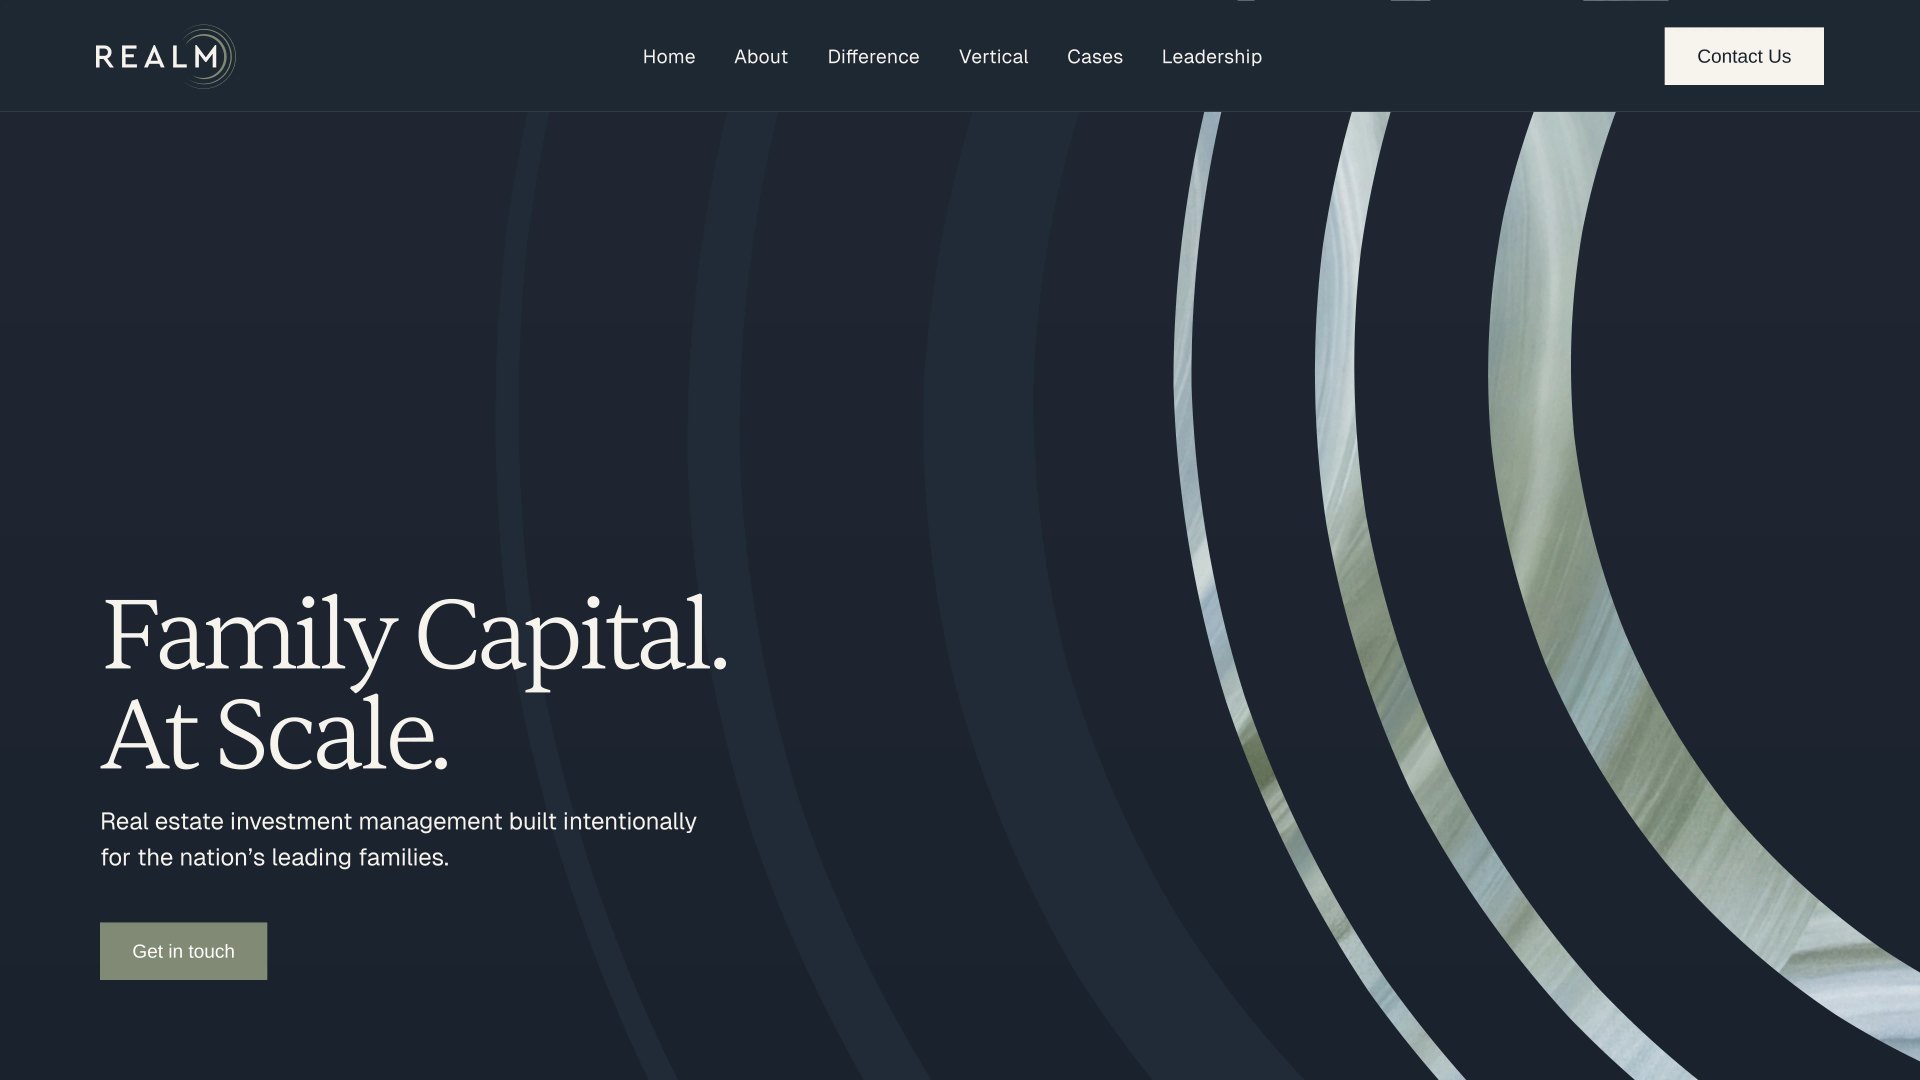 REALM
Home
About
Difference
Vertical
Cases
Leadership
Contact Us
Family Capital.
At Scale.
Real estate investment management built intentionally
for the nation’s leading families.
Get in touch